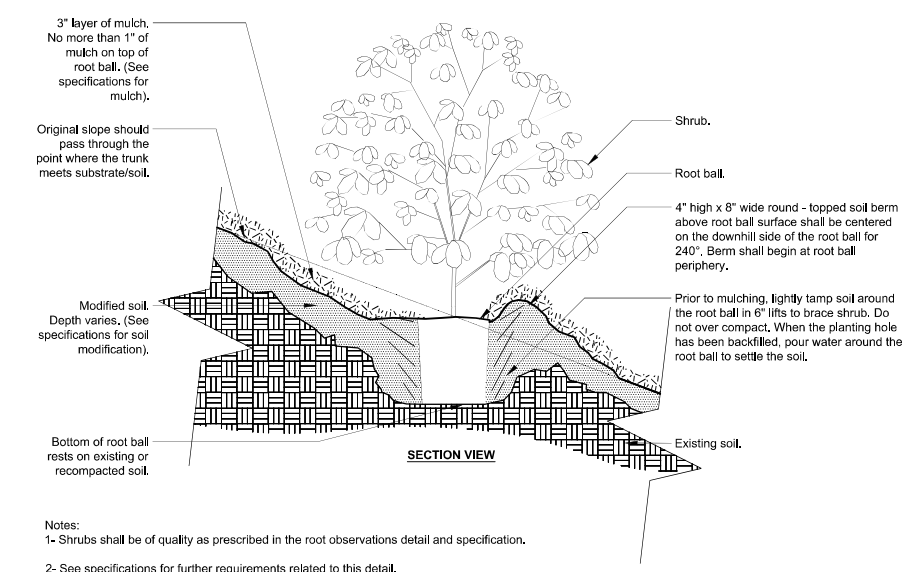 3" layer of mulch.
No more than 1" of
mulch on top of
root ball. (See
specifications for
mulch).
Original slope should
pass through the
point where the trunk
meets substrate/soil.
Modified soil.
Depth varies. (See
specifications for soil
modification).
Bottom of root ball
rests on existing or
recompacted soil.
Shrub.
Root ball.
4" high x 8" wide round - topped soil berm
above root ball surface shall be centered
on the downhill side of the root ball for
240°. Berm shall begin at root ball
periphery.
Prior to mulching, lightly tamp soil around
the root ball in 6" lifts to brace shrub. Do
not over compact. When the planting hole
has been backfilled, pour water around the
root ball to settle the soil.
Existing soil.
SECTION VIEW
Notes:
1- Shrubs shall be of quality as prescribed in the root observations detail and specification.
2- See specifications for further requirements related to this detail.